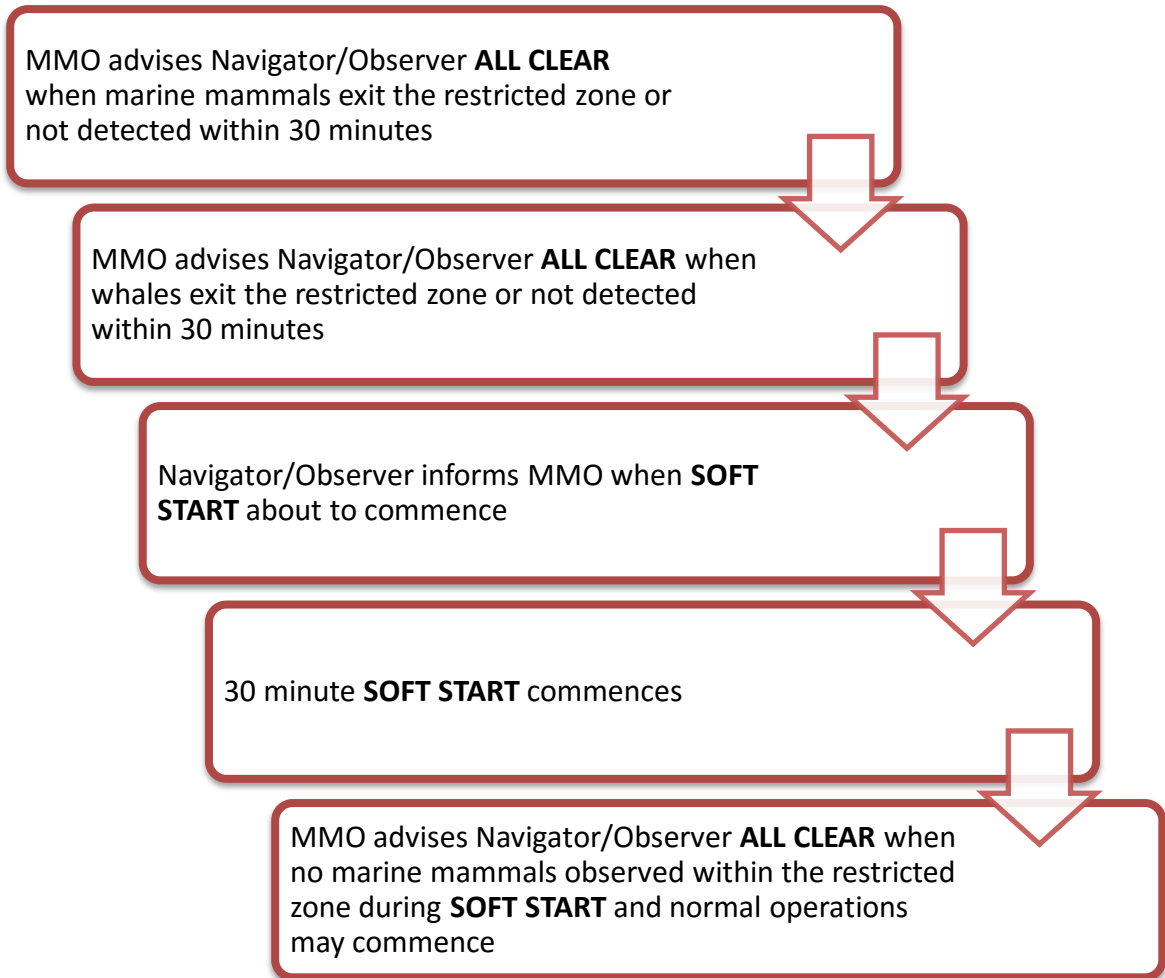 MMO advises Navigator/Observer ALL CLEAR
when marine mammals exit the restricted zone or
not detected within 30 minutes
MMO advises Navigator/Observer ALL CLEAR when
whales exit the restricted zone or not detected
within 30 minutes
Navigator/Observer informs MMO when SOFT
START about to commence
30 minute SOFT START commences
MMO advises Navigator/Observer ALL CLEAR when
no marine mammals observed within the restricted
zone during SOFT START and normal operations
may commence